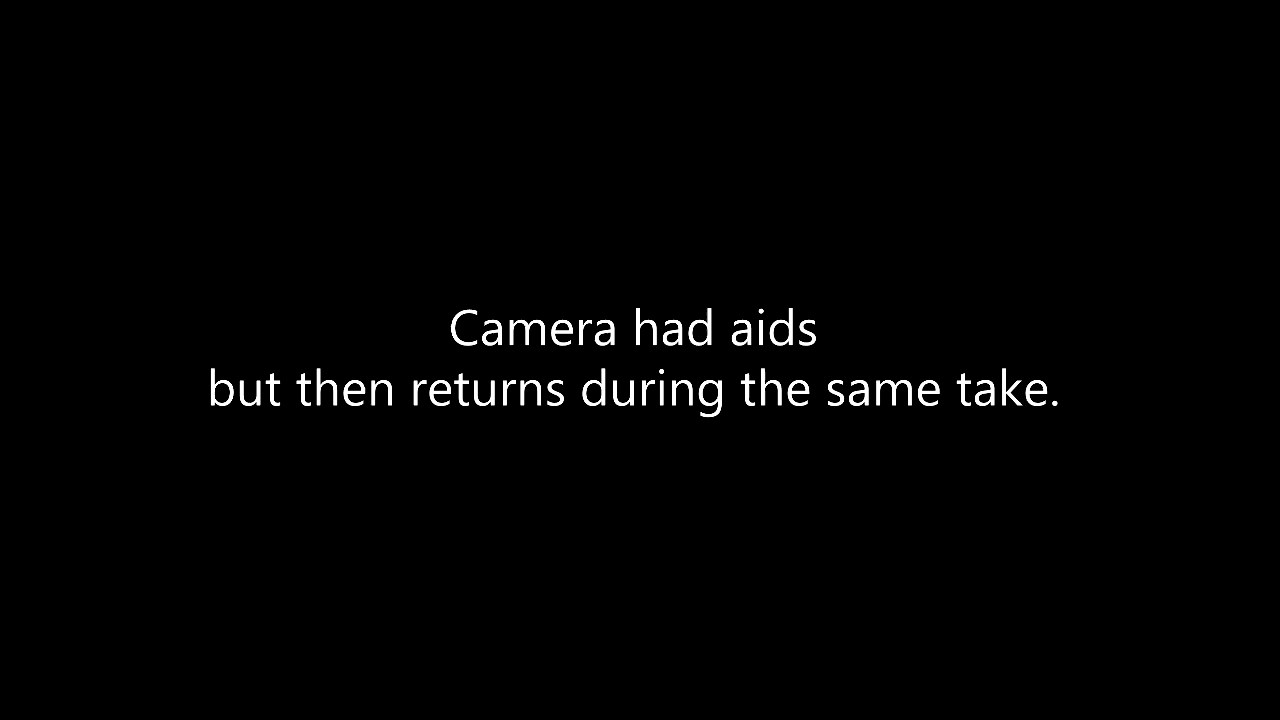 Camera had aids
but then returns during the same take.